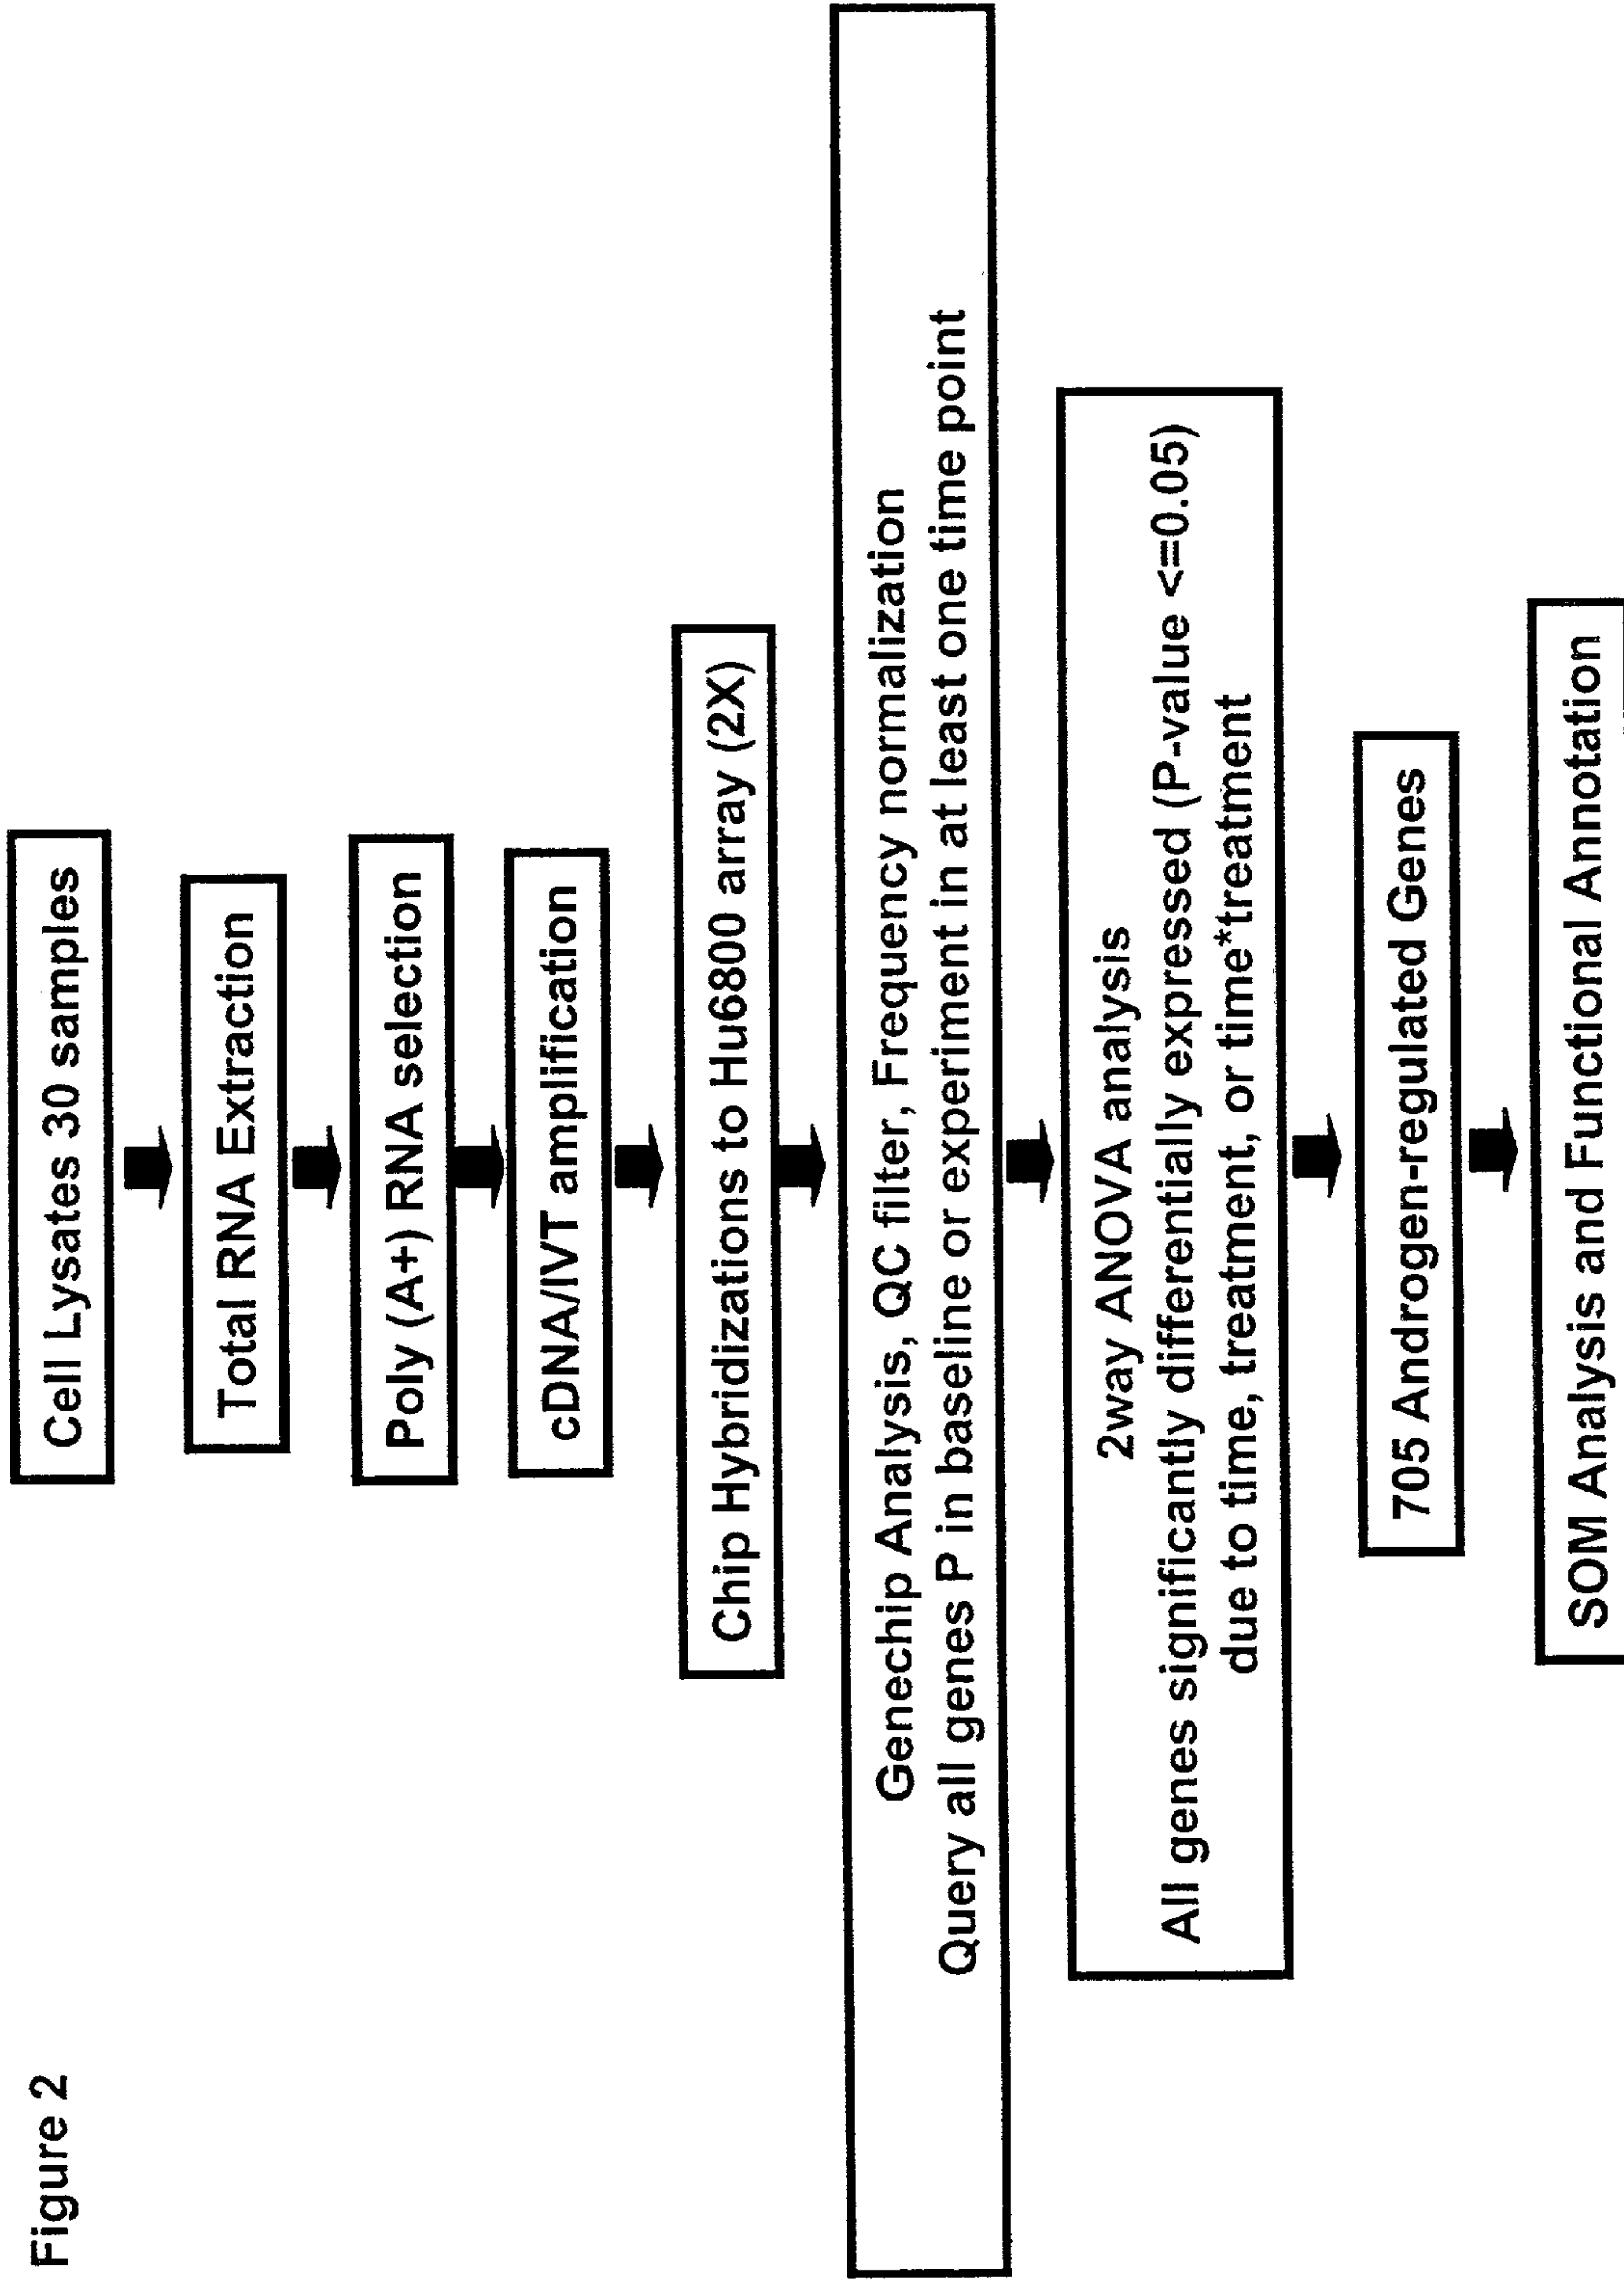 Figure 2
Cell Lysates 30 samples
Total RNA Extraction
Poly (A+) RNA selection
cDNA/IVT amplification
Chip Hybridizations to Hu6800 array (2X)
Genechip Analysis, QC filter, Frequency normalization
Query all genes P in baseline or experiment in at least one time point
2way ANOVA analysis
All genes significantly differentially expressed (P-value <=0.05)
due to time, treatment, or time*treatment
705 Androgen-regulated Genes
SOM Analysis and Functional Annotation